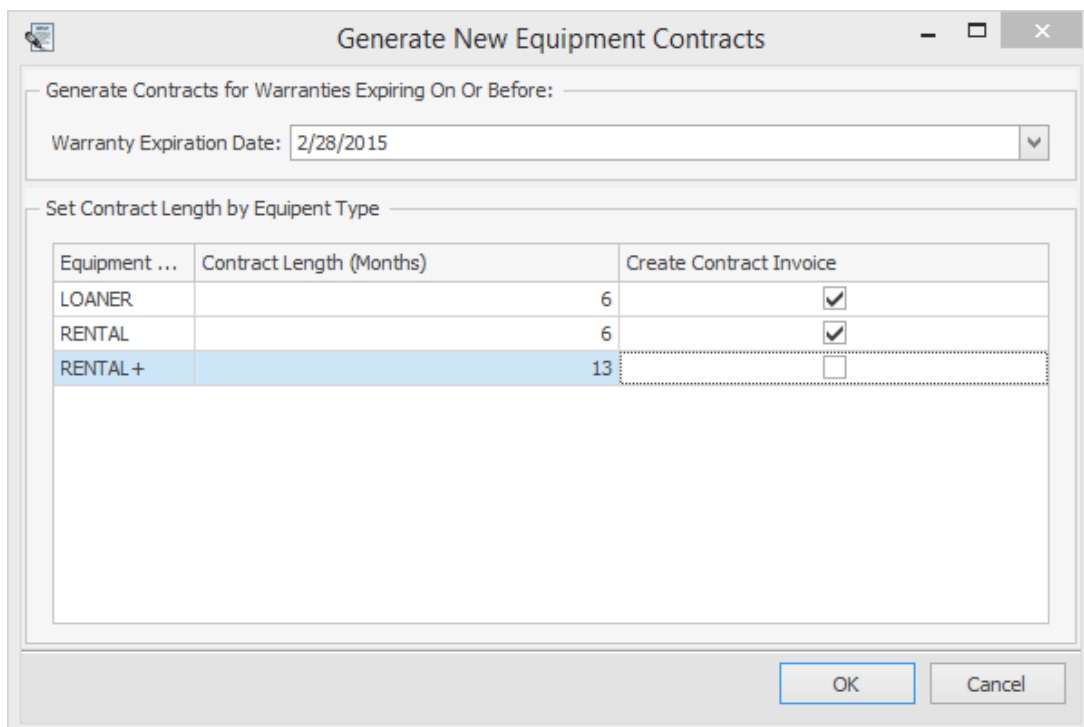 Generate New Equipment Contracts
Generate Contracts for Warranties Expiring On Or Before:
Warranty Expiration Date: 2/28/2015
Set Contract Length by Equipent Type
Equipment ... Contract Length (Months) Create Contract Invoice
LOANER 6
RENTAL 6
RENTAL+ 13
OK Cancel